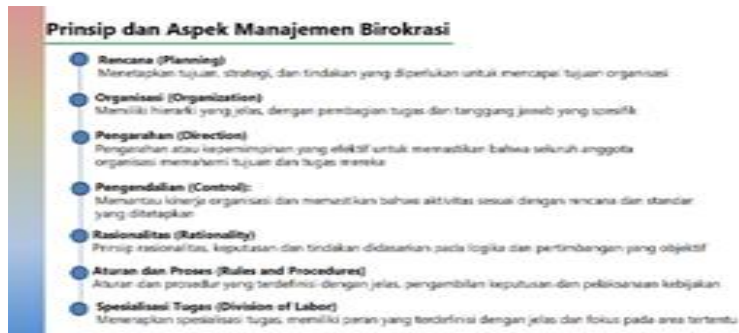 Prinsip dan Aspek Manajemen Birokrasi
Rencana (Planning)
Menetapkan tujuan, strategi, dan tindakan yang diperlukan untuk mencapai tujuan organisasi
Organisasi (Organization)
Memiliki hierarki yang jelas, dengan pembagian tugas dan tanggung jawab yang spesifik
Pengarahan (Direction)
Pengarahan atau kepemimpinan yang efektif untuk memastikan bahwa seluruh anggota
organisasi memahami tujuan dan tugas mereka
Pengendalian (Control):
Memantau kinerja organisasi dan memastikan bahwa aktivitas sesuai dengan rencana dan standar
yang ditetapkan
Rasionalitas (Rationality)
Prinsip rasionalitas, keputusan dan tindakan didasarkan pada logika dan pertimbangan yang objektif
Aturan dan Proses (Rules and Procedures)
Aturan dan prosedur yang terdefinisi dengan jelas, pengambilan keputusan dan pelaksanaan kebijakan
Spesialisasi Tugas (Division of Labor)
Menerapkan spesialisasi tugas, memiliki peran yang terdefinisi dengan jelas dan fokus pada area tertentu